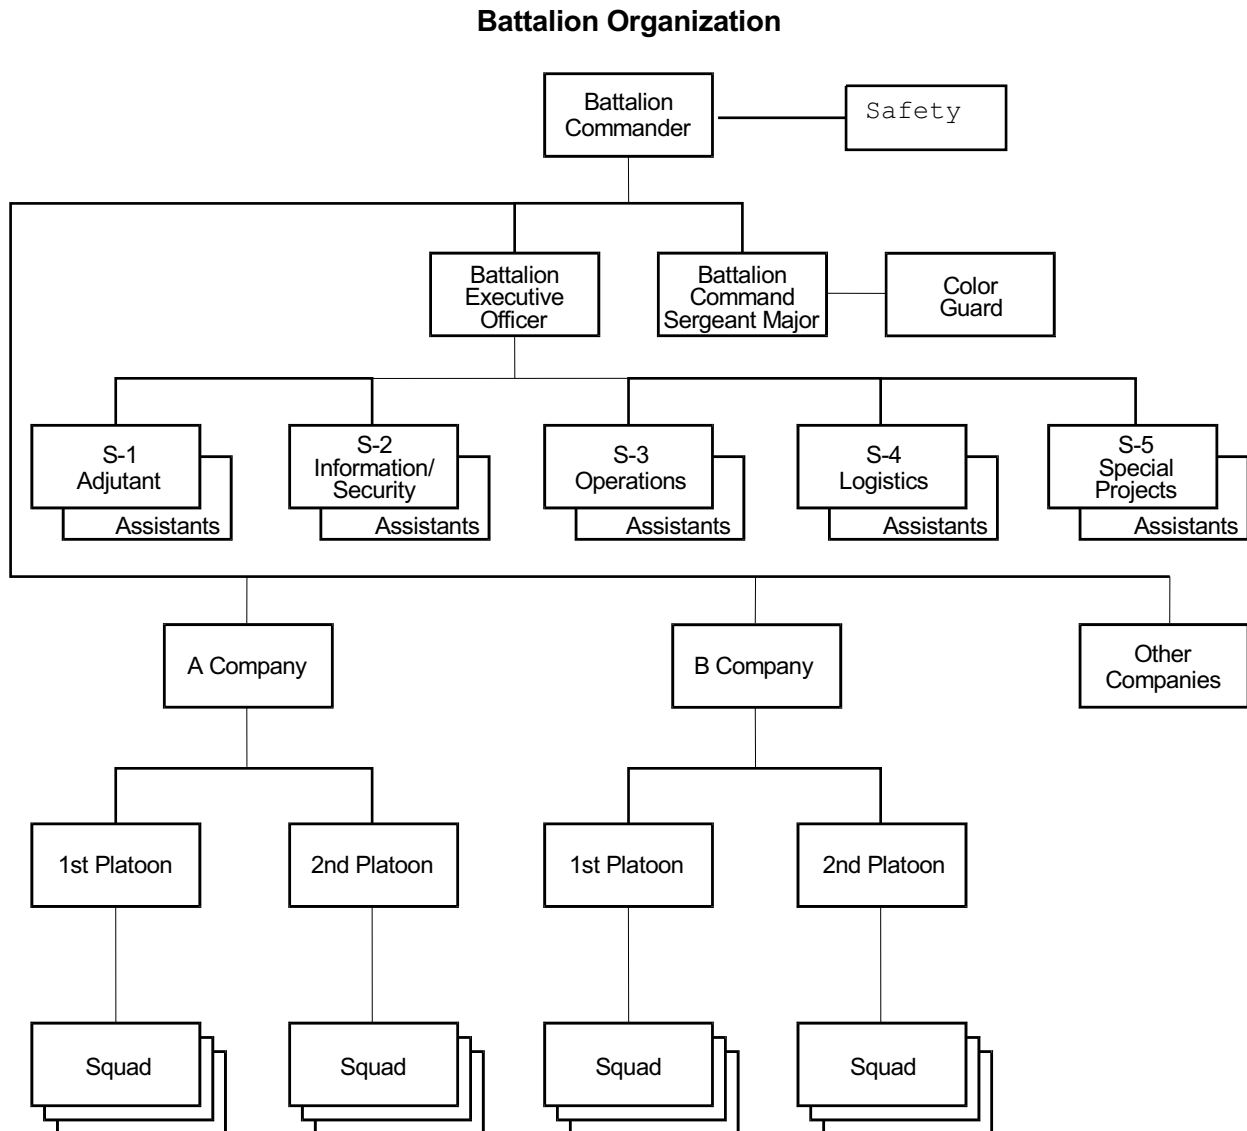 Battalion Organization
Battalion
Commander
Safety
Battalion
Executive
Officer
Battalion
Command
Sergeant Major
Color
Guard
S-1
Adjutant
Assistants
S-2
Information/
Security
Assistants
S-3
Operations
Assistants
S-4
Logistics
Assistants
S-5
Special
Projects
Assistants
A Company
B Company
Other
Companies
1st Platoon
2nd Platoon
1st Platoon
2nd Platoon
Squad
Squad
Squad
Squad